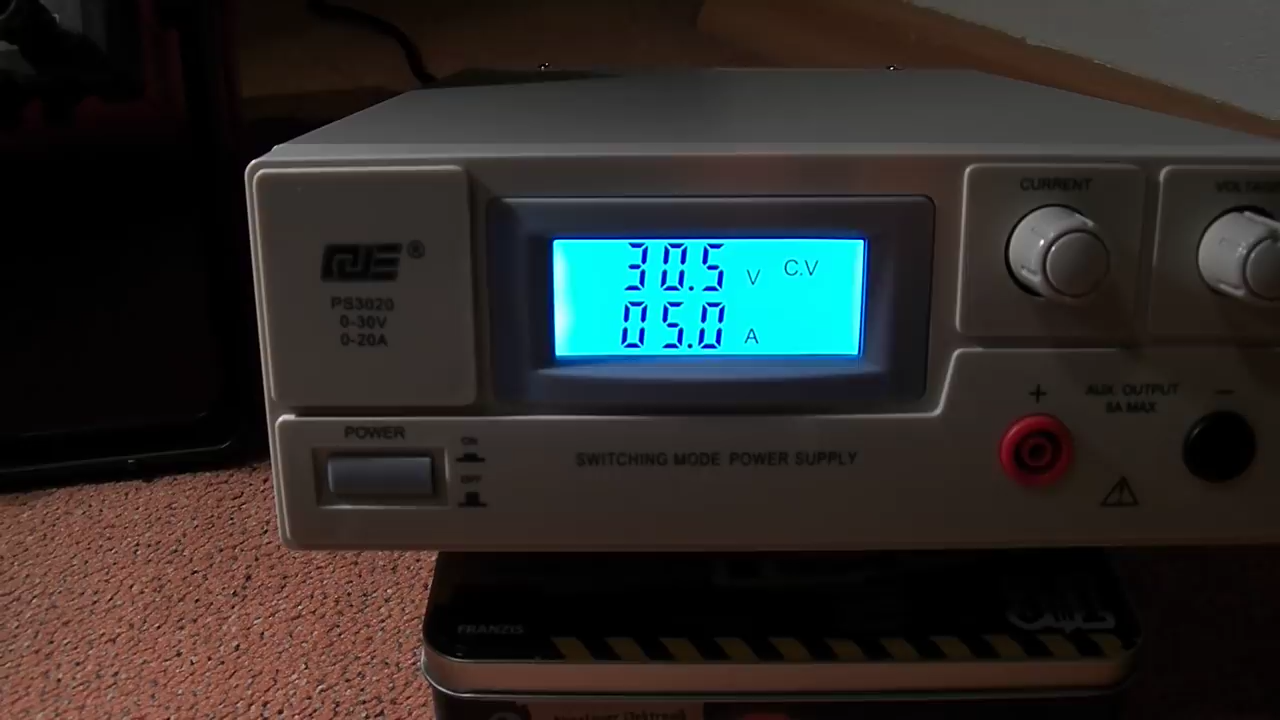 ®
PS3020
0-30V
0-20A
30.5 V C.V
05.0 A
CURRENT
VOLTAGE
POWER
ON
OFF
SWITCHING MODE POWER SUPPLY
+ AUX. OUTPUT −
5A MAX
FRANZIS